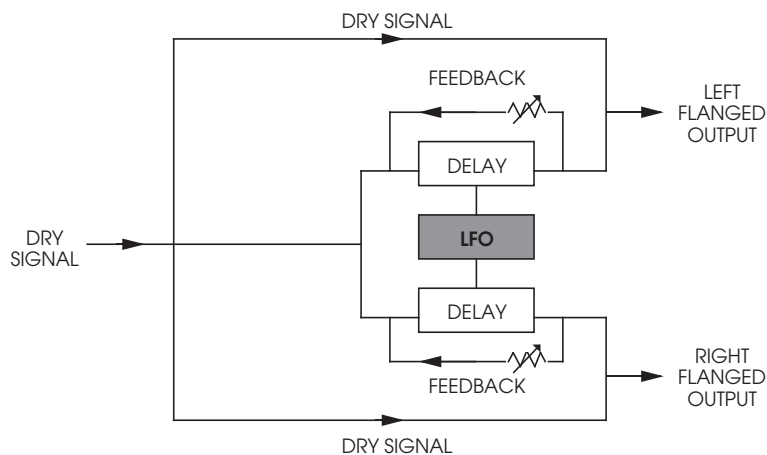 DRY SIGNAL
FEEDBACK
LEFT
FLANGED
OUTPUT
DELAY
DRY
SIGNAL
LFO
DELAY
FEEDBACK
RIGHT
FLANGED
OUTPUT
DRY SIGNAL